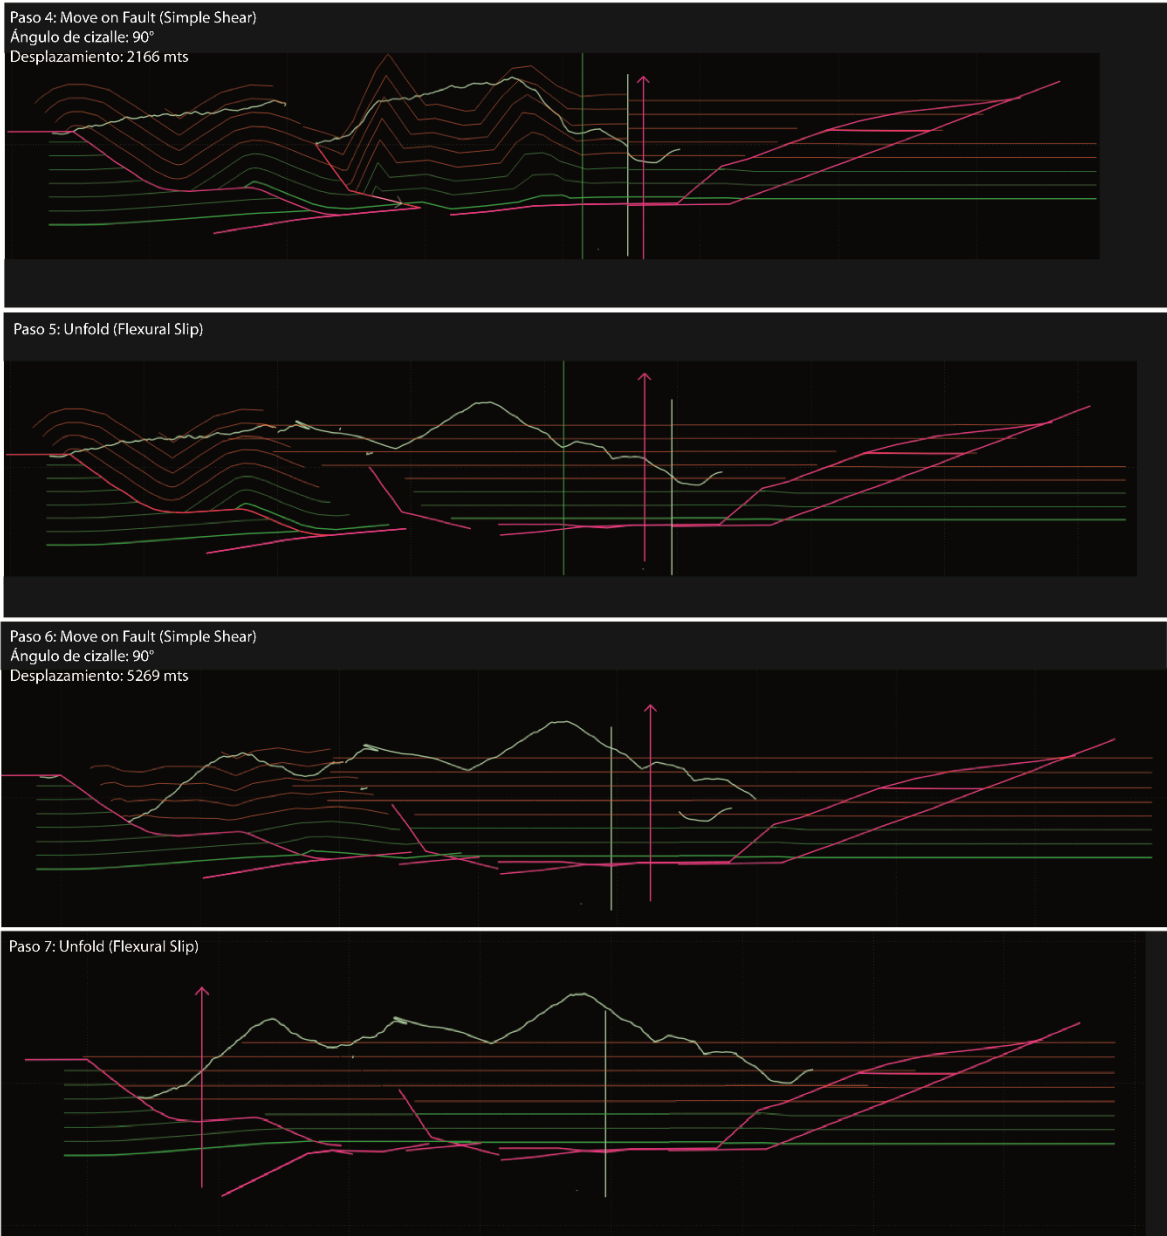 Paso 4: Move on Fault (Simple Shear)
Ángulo de cizalle: 90°
Desplazamiento: 2166 mts
Paso 5: Unfold (Flexural Slip)
Paso 6: Move on Fault (Simple Shear)
Ángulo de cizalle: 90°
Desplazamiento: 5269 mts
Paso 7: Unfold (Flexural Slip)